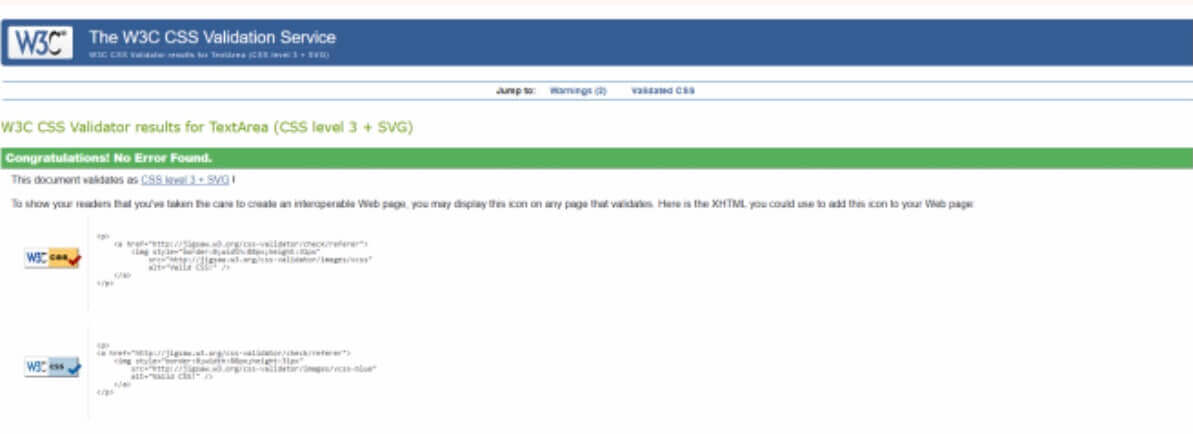 W3C®
The W3C CSS Validation Service
W3C CSS Validator results for TextArea (CSS level 3 + SVG)
Jump to: Warnings (2) Validated CSS
W3C CSS Validator results for TextArea (CSS level 3 + SVG)
Congratulations! No Error Found.
This document validates as CSS level 3 + SVG !
To show your readers that you've taken the care to create an interoperable Web page, you may display this icon on any page that validates. Here is the XHTML you could use to add this icon to your Web page:
W3C css
<p>
<a href="http://jigsaw.w3.org/css-validator/check/referer">
<img style="border:0;width:88px;height:31px"
src="http://jigsaw.w3.org/css-validator/images/vcss"
alt="Valid CSS!" />
</a>
</p>
W3C css
<p>
<a href="http://jigsaw.w3.org/css-validator/check/referer">
<img style="border:0;width:88px;height:31px"
src="http://jigsaw.w3.org/css-validator/images/vcss-blue"
alt="Valid CSS!" />
</a>
</p>